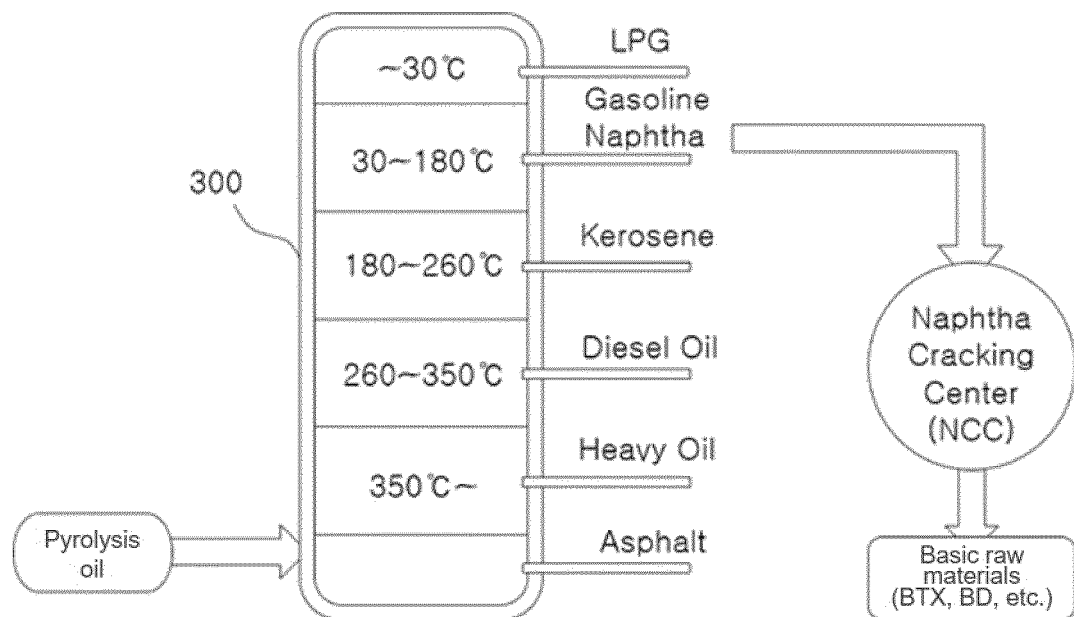 LPG
~30℃
Gasoline
Naphtha
30~180℃
300
Kerosene
180~260℃
Diesel Oil
260~350℃
Heavy Oil
350℃~
Asphalt
Pyrolysis
oil
Naphtha
Cracking
Center
(NCC)
Basic raw
materials
(BTX, BD, etc.)